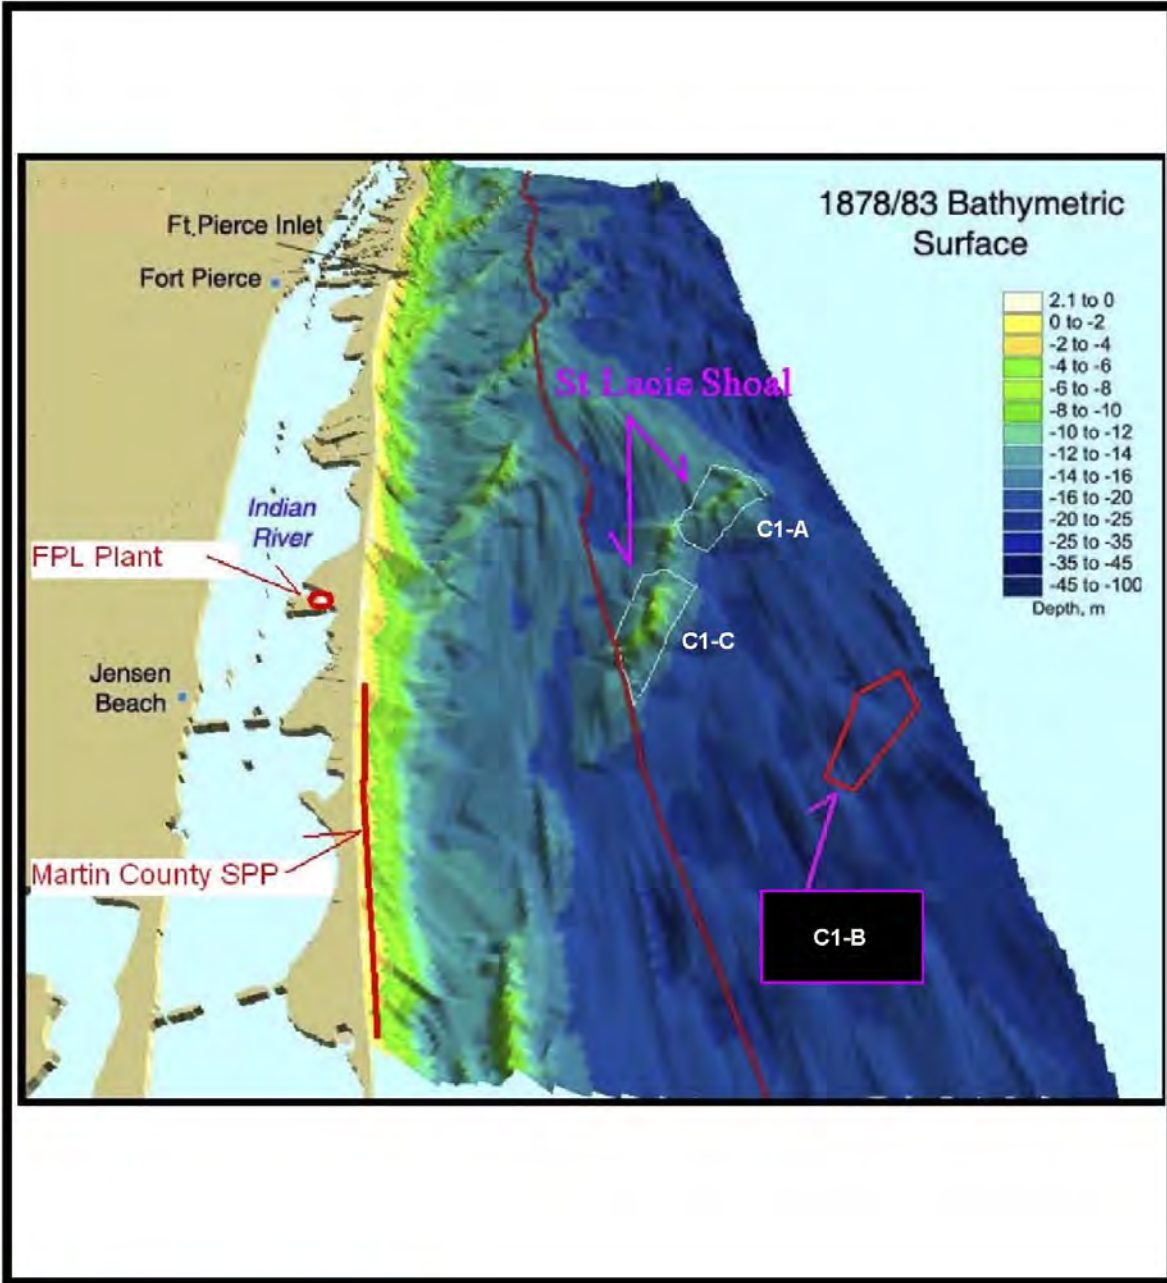 1878/83 Bathymetric
Surface
Ft.Pierce Inlet
Fort Pierce
2.1 to 0
0 to -2
-2 to -4
-4 to -6
-6 to -8
-8 to -10
-10 to -12
-12 to -14
-14 to -16
-16 to -20
-20 to -25
-25 to -35
-35 to -45
-45 to -100
Depth, m
St Lucie Shoal
Indian
River
C1-A
FPL Plant
C1-C
Jensen
Beach
Martin County SPP
C1-B